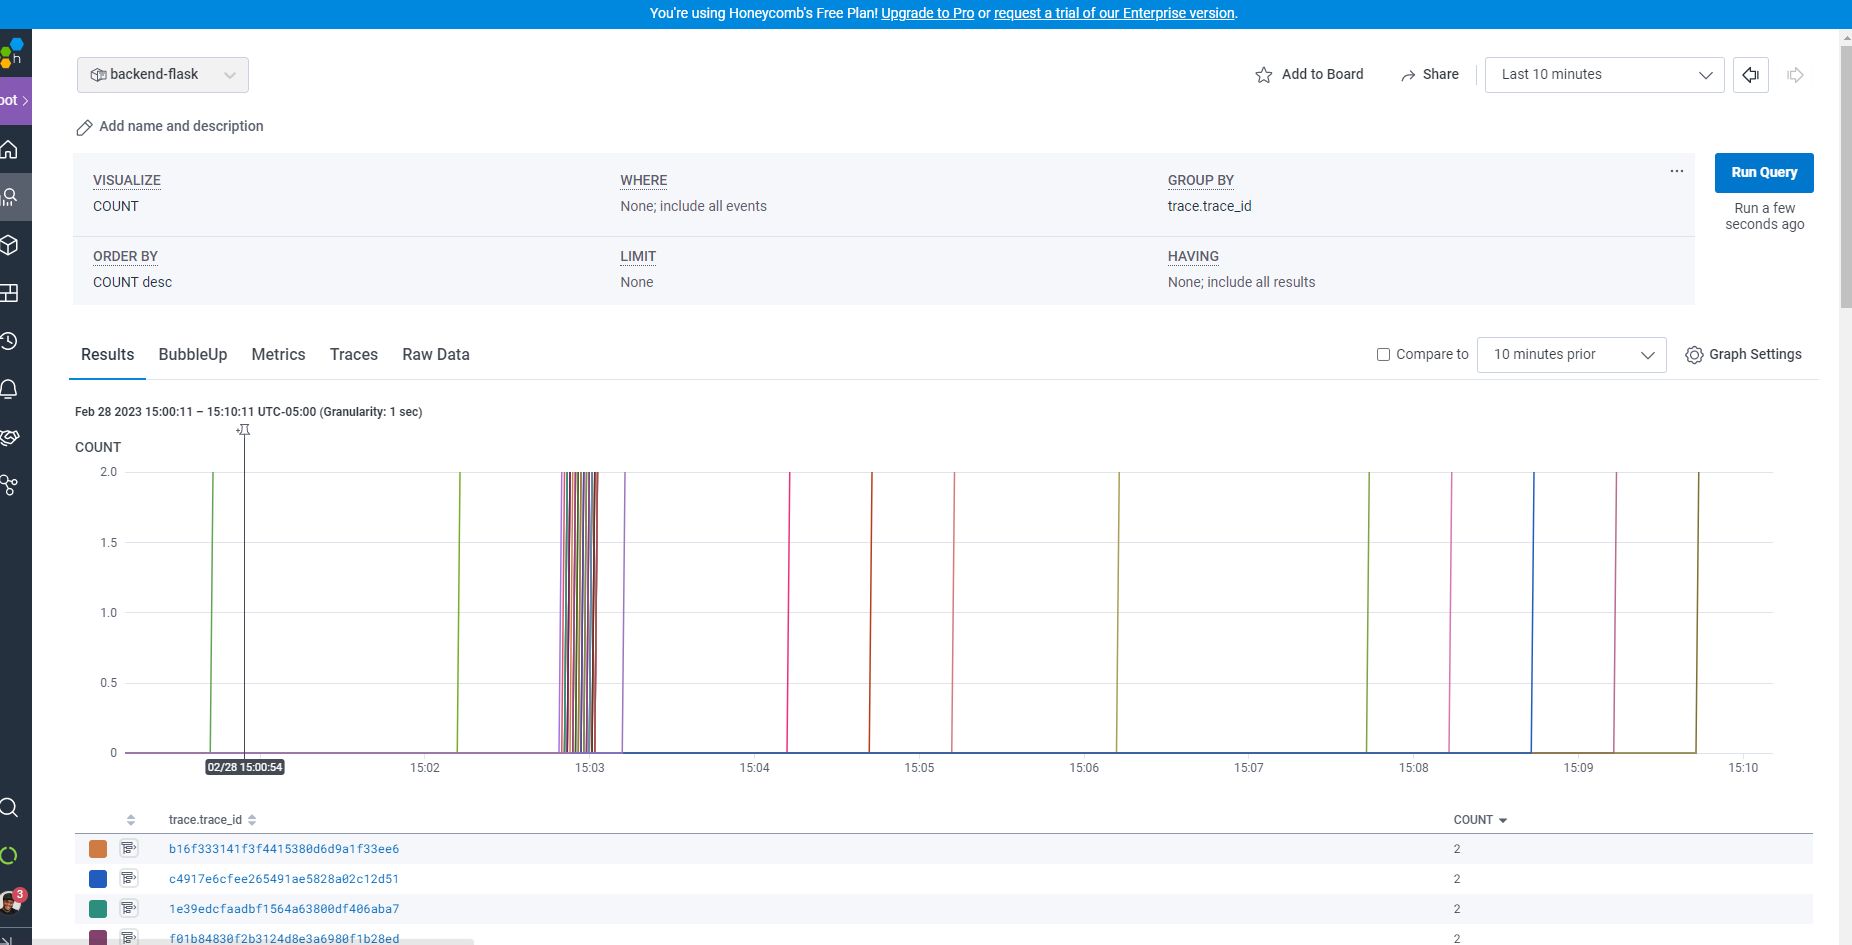 You're using Honeycomb's Free Plan! Upgrade to Pro or request a trial of our Enterprise version.
h
backend-flask
Add to Board
Share
Last 10 minutes
oot >
Add name and description
VISUALIZE
COUNT
WHERE
None; include all events
GROUP BY
trace.trace_id
...
Run Query
Run a few
seconds ago
ORDER BY
COUNT desc
LIMIT
None
HAVING
None; include all results
Results
BubbleUp
Metrics
Traces
Raw Data
Compare to
10 minutes prior
Graph Settings
Feb 28 2023 15:00:11 – 15:10:11 UTC-05:00 (Granularity: 1 sec)
COUNT
2.0
1.5
1.0
0.5
0
02/28 15:00:54
15:02
15:03
15:04
15:05
15:06
15:07
15:08
15:09
15:10
trace.trace_id
COUNT
b16f333141f3f4415380d6d9a1f33ee6
2
c4917e6cfee265491ae5828a02c12d51
2
1e39edcfaadbf1564a63800df406aba7
2
f01b84830f2b3124d8e3a6980f1b28ed
2
3